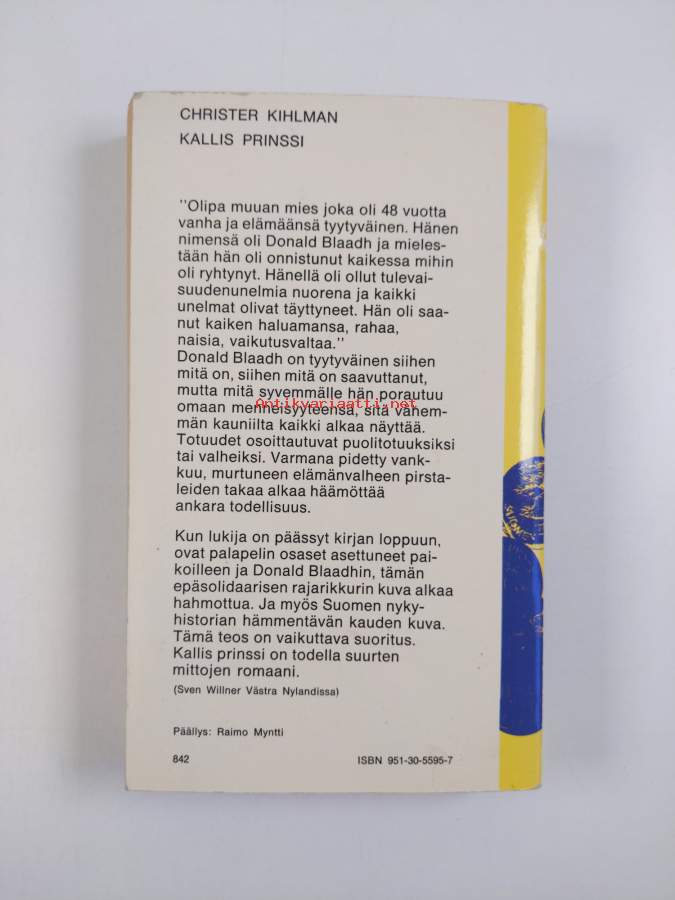 CHRISTER KIHLMAN
KALLIS PRINSSI
"Olipa muuan mies joka oli 48 vuotta
vanha ja elämäänsä tyytyväinen. Hänen
nimensä oli Donald Blaadh ja mieles-
tään hän oli onnistunut kaikessa mihin
oli ryhtynyt. Hänellä oli ollut tulevai-
suudenunelmia nuorena ja kaikki
unelmat olivat täyttyneet. Hän oli saa-
nut kaiken haluamansa, rahaa,
naisia, vaikutusvaltaa."
Donald Blaadh on tyytyväinen siihen
mitä on, siihen mitä on saavuttanut,
mutta mitä syvemmälle hän porautuu
Antikvariaatti.net
omaan menneisyyteensä, sitä vähem-
män kauniilta kaikki alkaa näyttää.
Totuudet osoittautuvat puolitotuuksiksi
tai valheiksi. Varmana pidetty vank-
kuu, murtuneen elämänvalheen pirsta-
leiden takaa alkaa häämöttää
ankara todellisuus.
Kun lukija on päässyt kirjan loppuun,
ovat palapelin osaset asettuneet pai-
koilleen ja Donald Blaadhin, tämän
epäsolidaarisen rajarikkurin kuva alkaa
hahmottua. Ja myös Suomen nyky-
historian hämmentävän kauden kuva.
Tämä teos on vaikuttava suoritus.
Kallis prinssi on todella suurten
mittojen romaani.
(Sven Willner Västra Nylandissa)
Päällys: Raimo Myntti
842 ISBN 951-30-5595-7